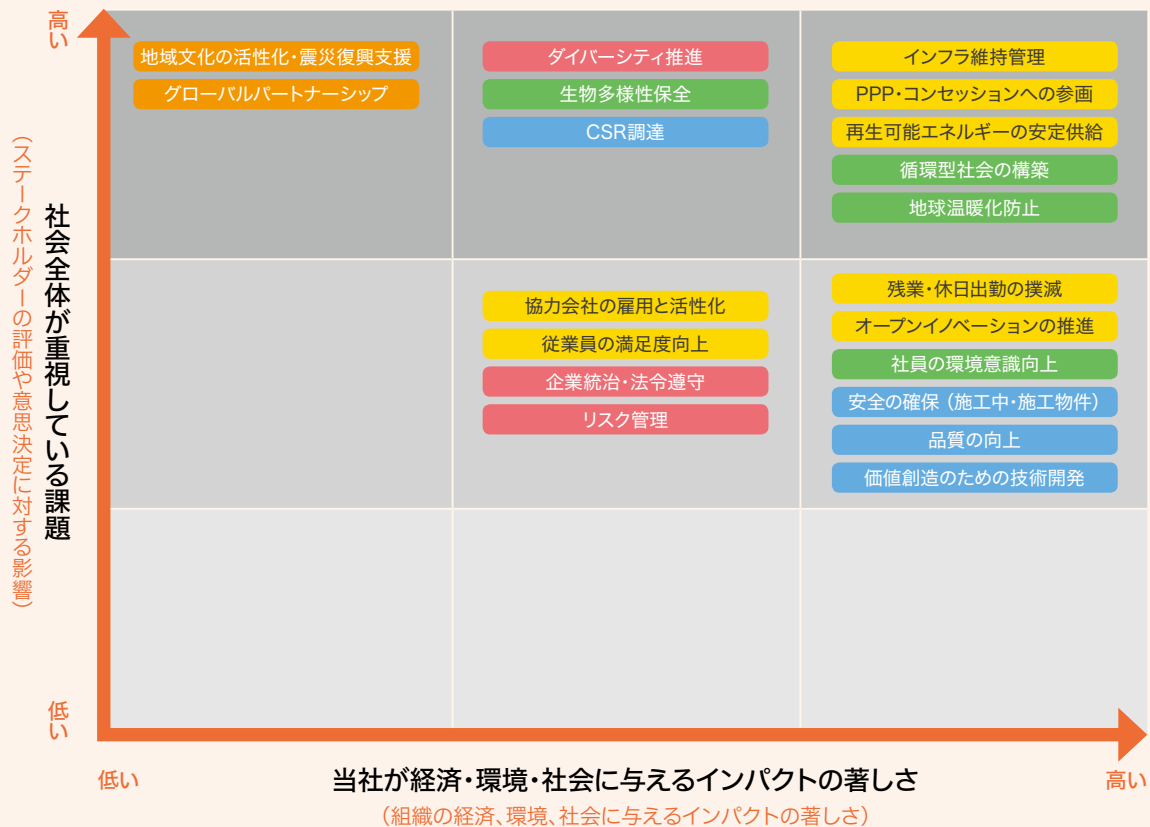 高い
地域文化の活性化・震災復興支援
グローバルパートナーシップ
ダイバーシティ推進
生物多様性保全
CSR調達
インフラ維持管理
PPP・コンセッションへの参画
再生可能エネルギーの安定供給
循環型社会の構築
地球温暖化防止
社会全体が重視している課題
（ステークホルダーの評価や意思決定に対する影響）
協力会社の雇用と活性化
従業員の満足度向上
企業統治・法令遵守
リスク管理
残業・休日出勤の撲滅
オープンイノベーションの推進
社員の環境意識向上
安全の確保（施工中・施工物件）
品質の向上
価値創造のための技術開発
低い
低い
当社が経済・環境・社会に与えるインパクトの著しさ
高い
（組織の経済、環境、社会に与えるインパクトの著しさ）